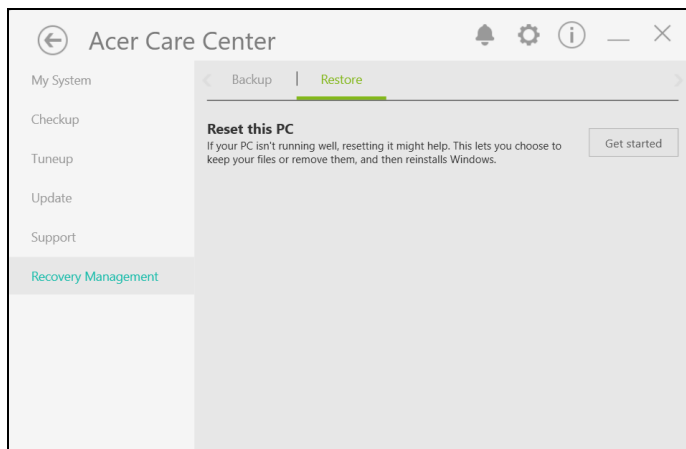 Acer Care Center
My System
Backup | Restore
Checkup
Reset this PC
If your PC isn't running well, resetting it might help. This lets you choose to
keep your files or remove them, and then reinstalls Windows.
Get started
Tuneup
Update
Support
Recovery Management